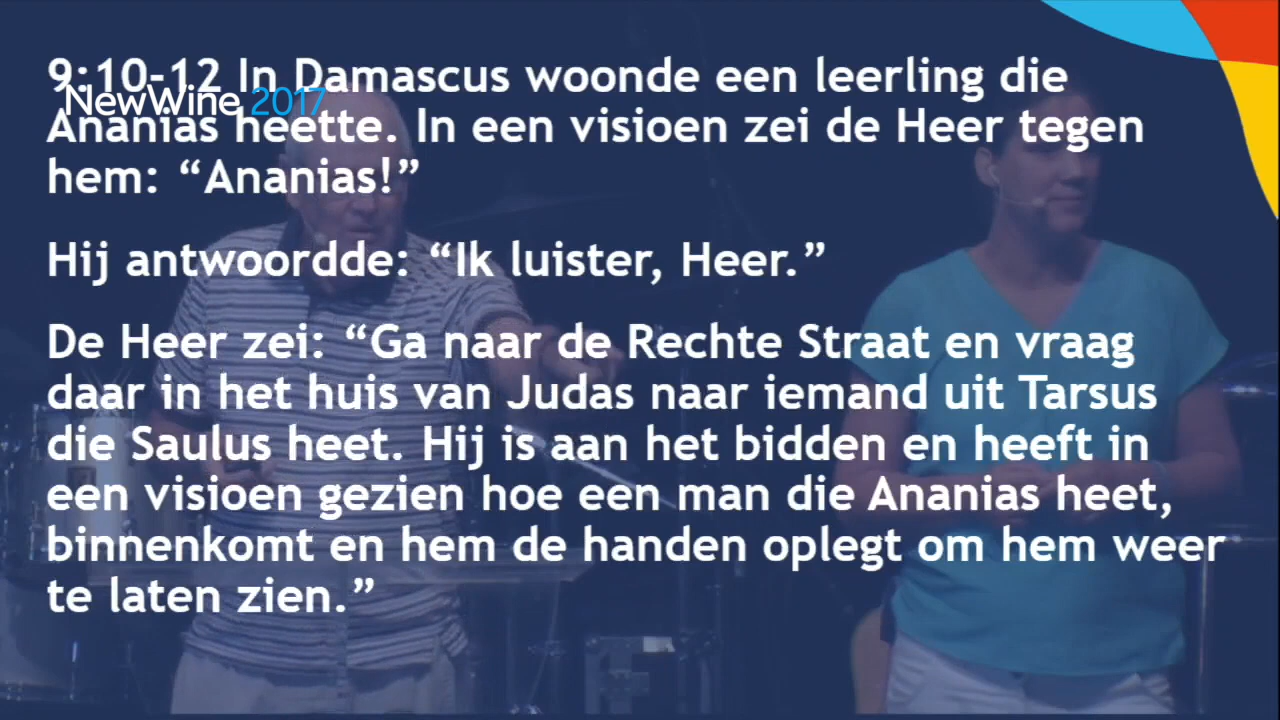 9:10-12 In Damascus woonde een leerling die
NewWine 2017
Ananias heette. In een visioen zei de Heer tegen
hem: “Ananias!”
Hij antwoordde: “Ik luister, Heer.”
De Heer zei: “Ga naar de Rechte Straat en vraag
daar in het huis van Judas naar iemand uit Tarsus
die Saulus heet. Hij is aan het bidden en heeft in
een visioen gezien hoe een man die Ananias heet,
binnenkomt en hem de handen oplegt om hem weer
te laten zien.”